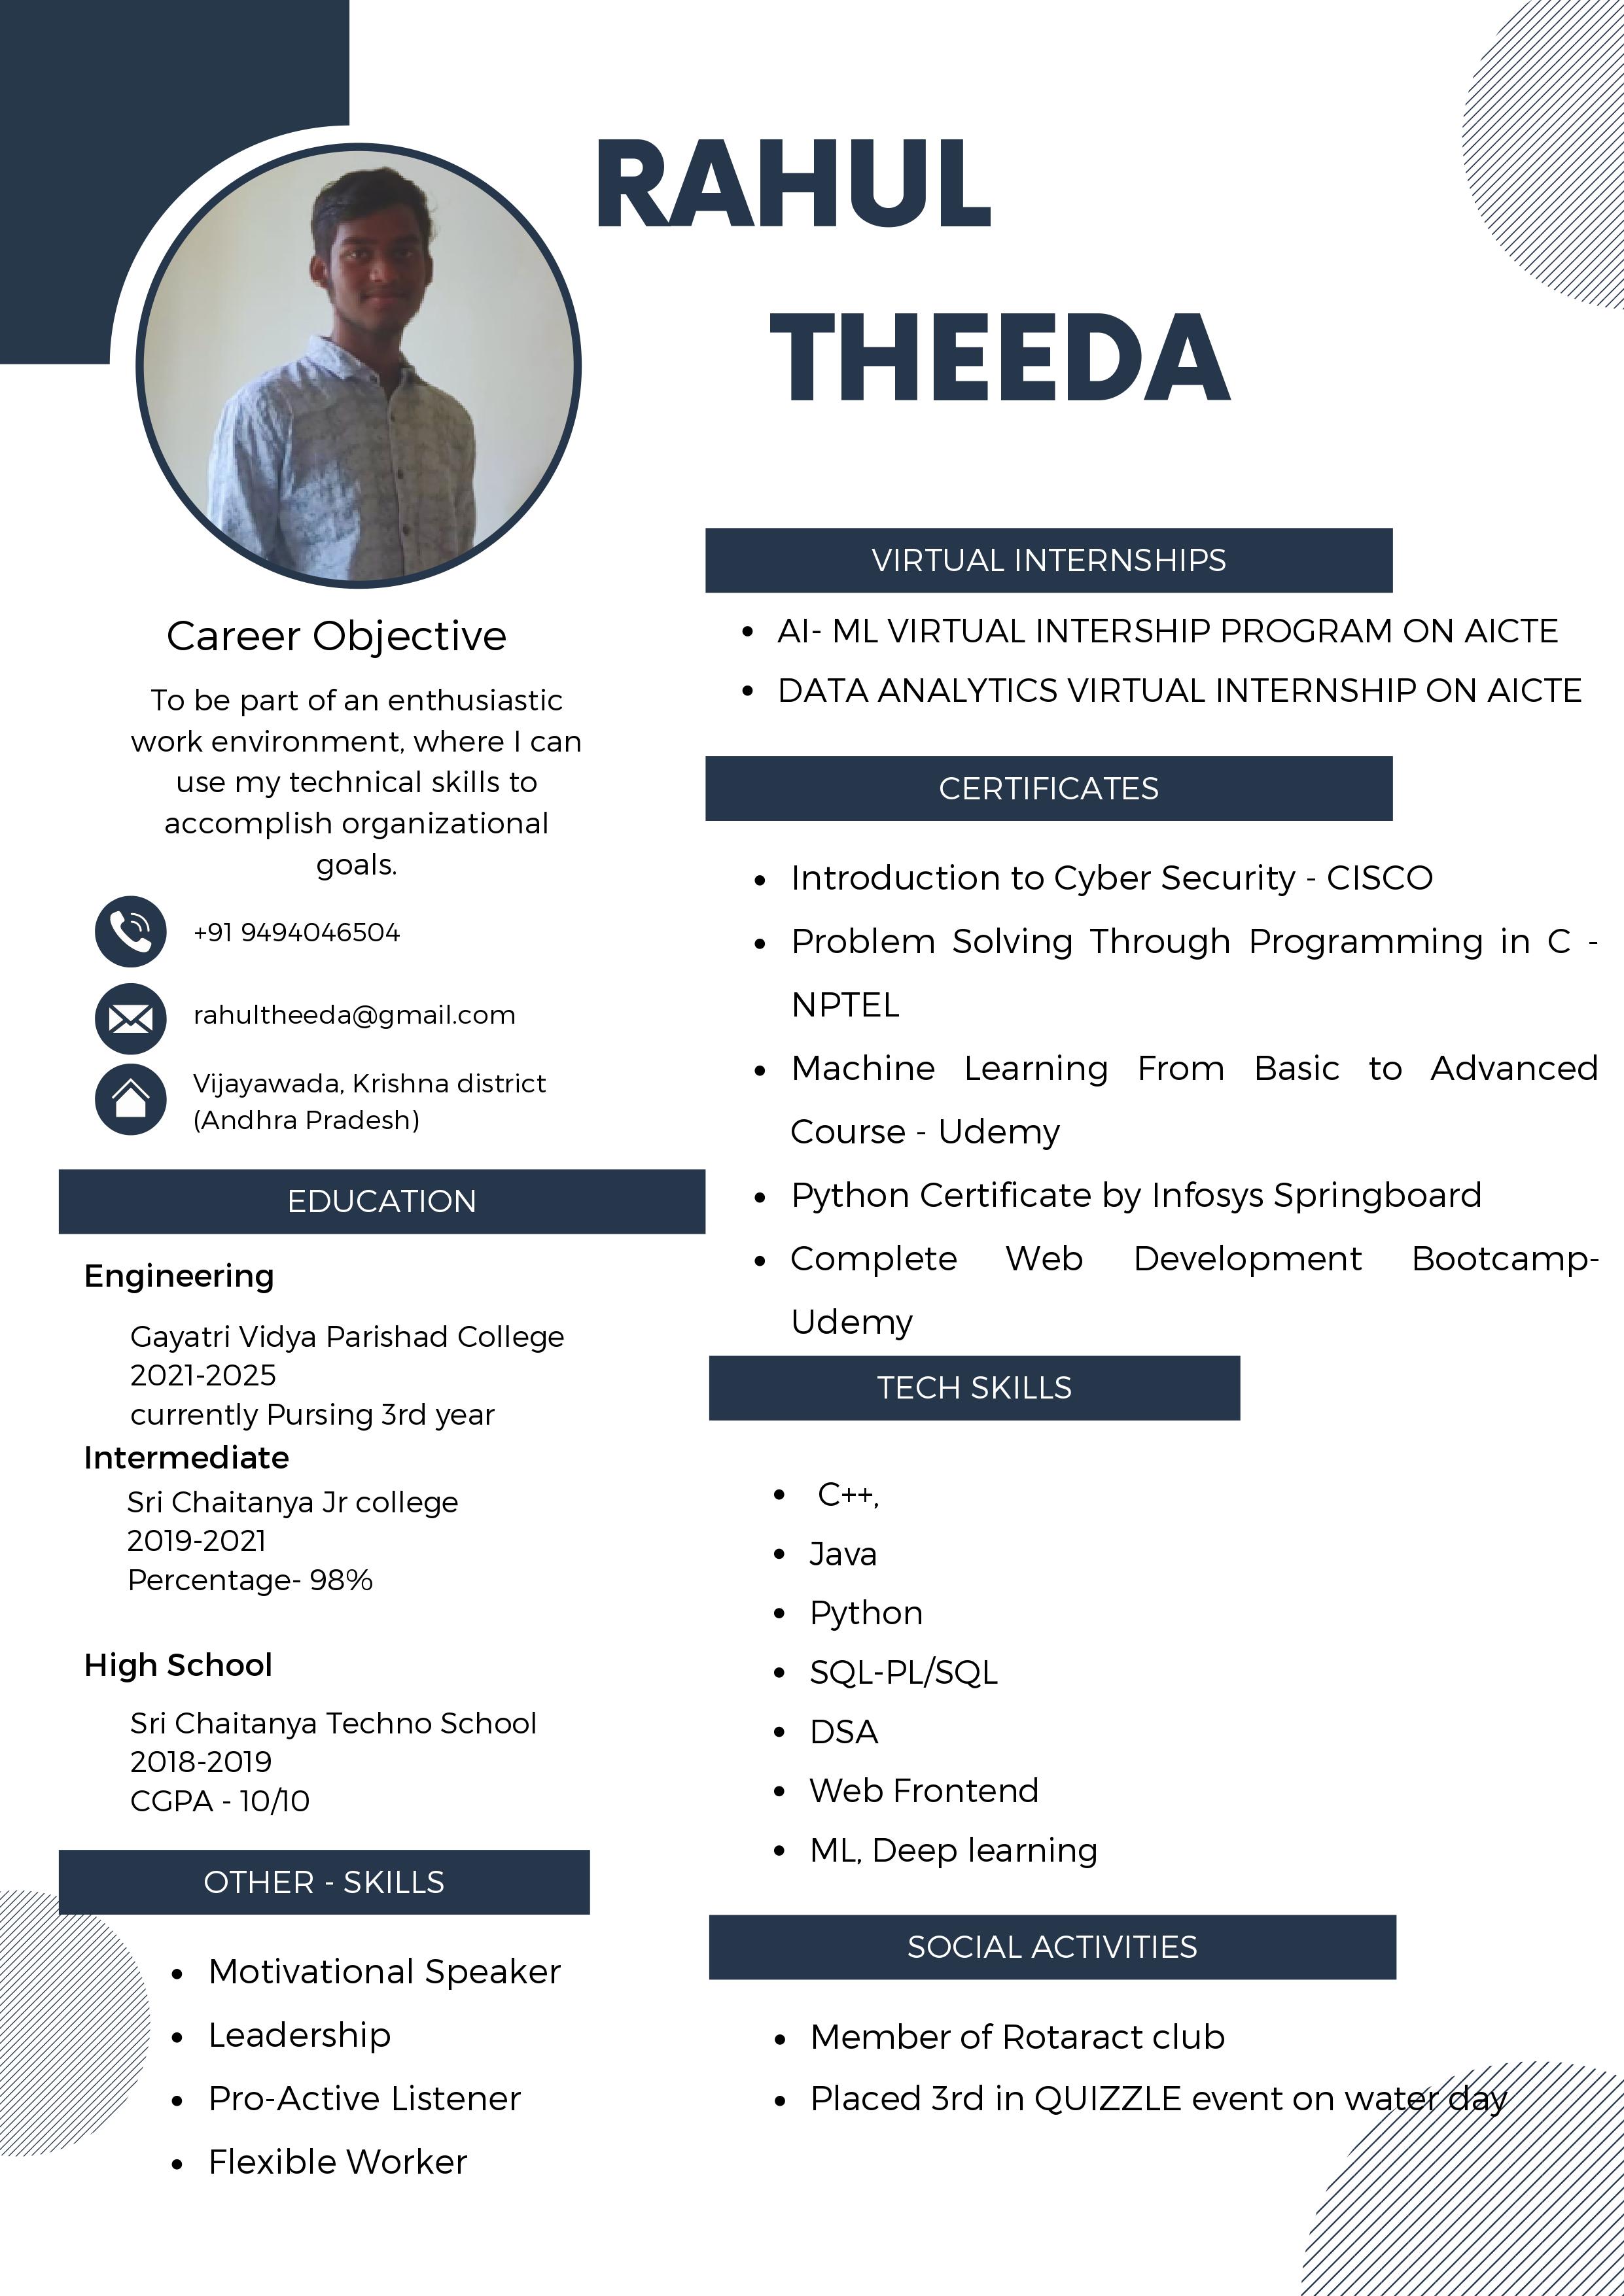 RAHUL
THEEDA
Career Objective
To be part of an enthusiastic
work environment, where I can
use my technical skills to
accomplish organizational
goals.
+91 9494046504
rahultheeda@gmail.com
Vijayawada, Krishna district
(Andhra Pradesh)
EDUCATION
Engineering
Gayatri Vidya Parishad College
2021-2025
currently Pursing 3rd year
Intermediate
Sri Chaitanya Jr college
2019-2021
Percentage- 98%
High School
Sri Chaitanya Techno School
2018-2019
CGPA - 10/10
OTHER - SKILLS
• Motivational Speaker
• Leadership
• Pro-Active Listener
• Flexible Worker
VIRTUAL INTERNSHIPS
• AI- ML VIRTUAL INTERSHIP PROGRAM ON AICTE
• DATA ANALYTICS VIRTUAL INTERNSHIP ON AICTE
CERTIFICATES
• Introduction to Cyber Security - CISCO
• Problem Solving Through Programming in C -
NPTEL
• Machine Learning From Basic to Advanced
Course - Udemy
• Python Certificate by Infosys Springboard
• Complete Web Development Bootcamp-
Udemy
TECH SKILLS
• C++,
• Java
• Python
• SQL-PL/SQL
• DSA
• Web Frontend
• ML, Deep learning
SOCIAL ACTIVITIES
• Member of Rotaract club
• Placed 3rd in QUIZZLE event on water day